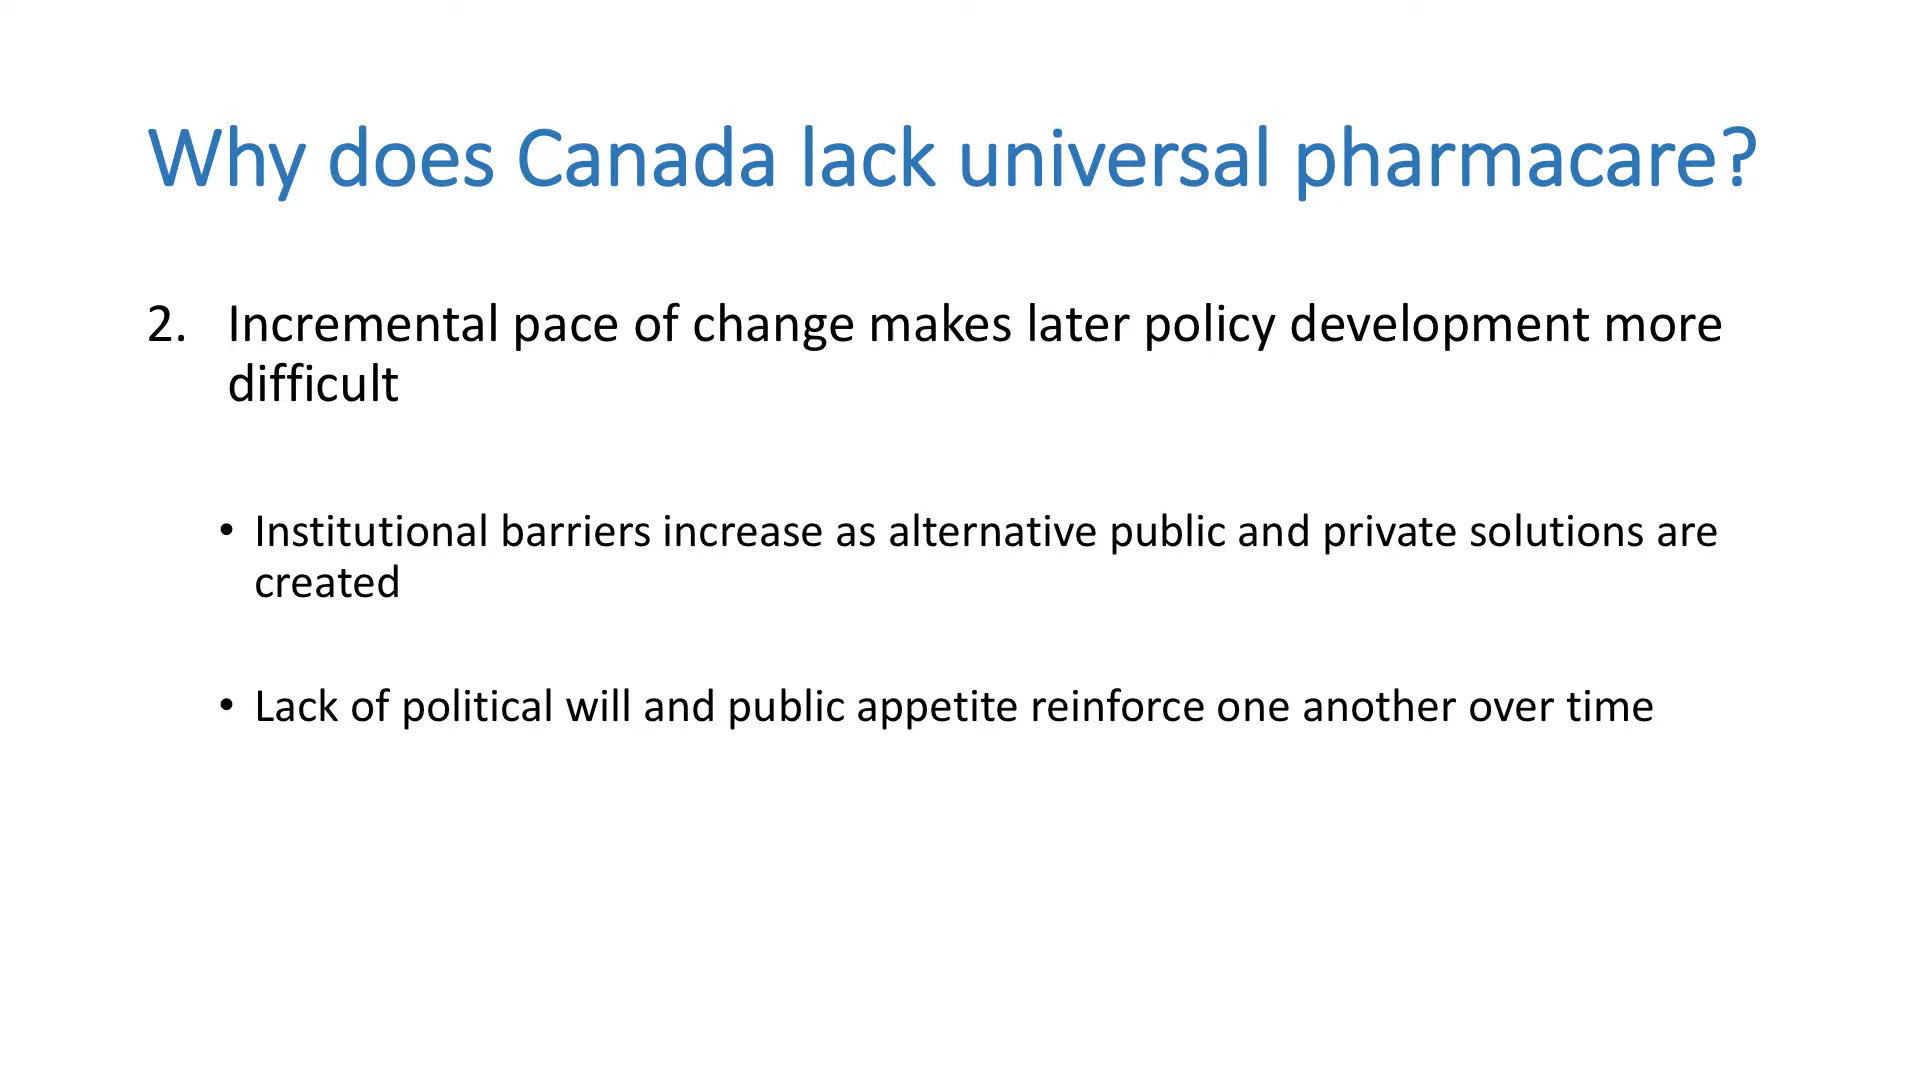 Why does Canada lack universal pharmacare?
2. Incremental pace of change makes later policy development more
difficult
• Institutional barriers increase as alternative public and private solutions are
created
• Lack of political will and public appetite reinforce one another over time